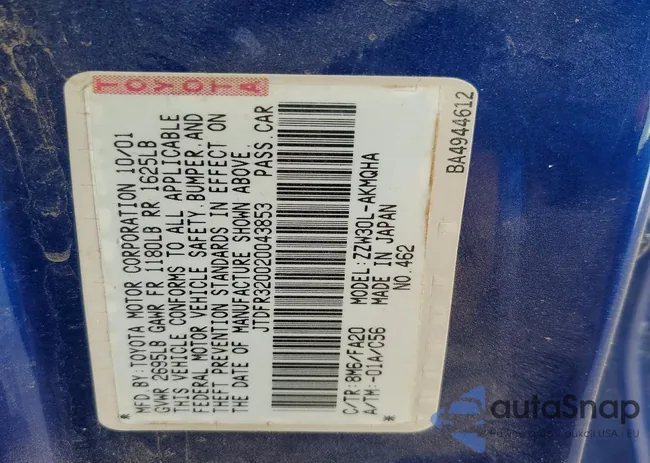 TOYOTA
MFD.BY:TOYOTA MOTOR CORPORATION 10/01
GVWR 2695LB GAWR FR 1180LB RR 1625LB
THIS VEHICLE CONFORMS TO ALL APPLICABLE
FEDERAL MOTOR VEHICLE SAFETY,BUMPER,AND
THEFT PREVENTION STANDARDS IN EFFECT ON
THE DATE OF MANUFACTURE SHOWN ABOVE.
JTDFR320020043853 PASS CAR
C/TR:8M6/FA20 MODEL:ZZW30L-AKMQHA
A/TM:-01A/C56 MADE IN JAPAN
NO.462
BA4944612
autoSnap
USA - EU